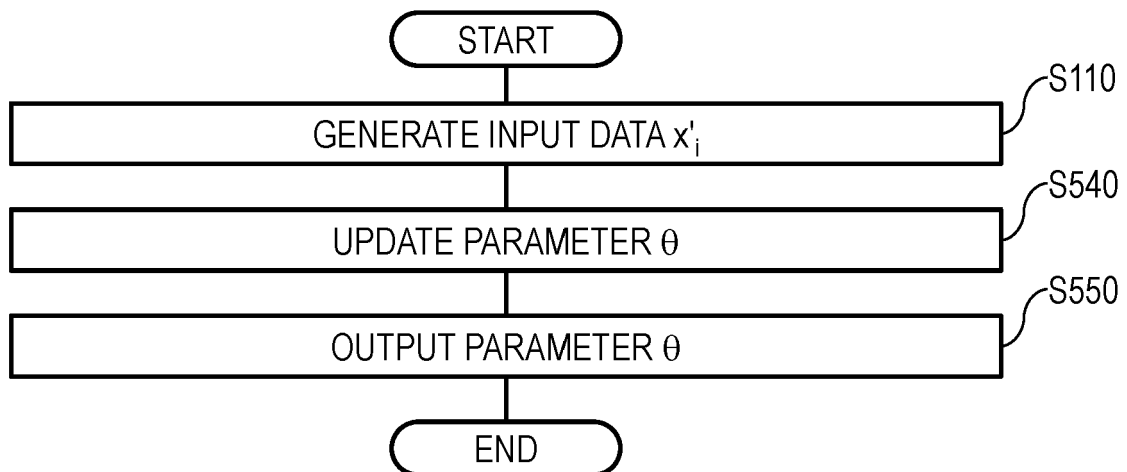 START
S110
GENERATE INPUT DATA x'i
S540
UPDATE PARAMETER θ
S550
OUTPUT PARAMETER θ
END